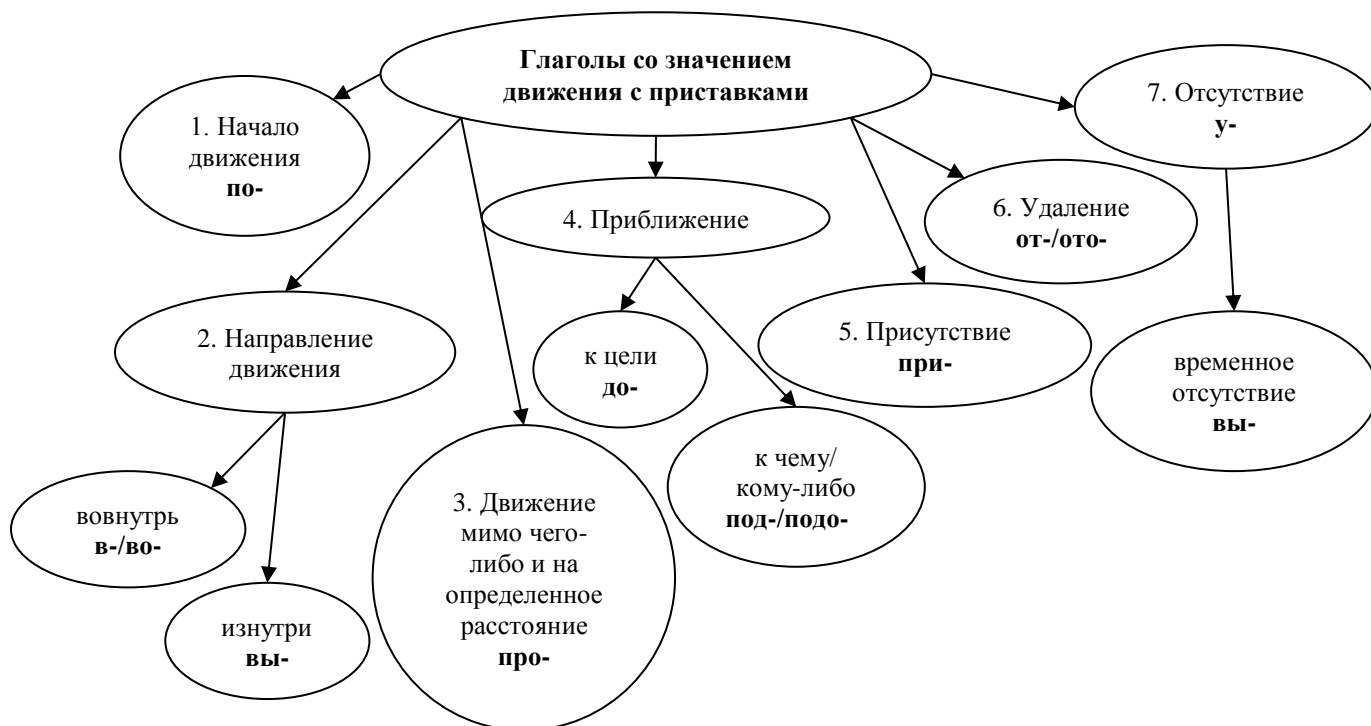 Глаголы со значением
движения с приставками
1. Начало
движения
по-
2. Направление
движения
вовнутрь
в-/во-
изнутри
вы-
3. Движение
мимо чего-
либо и на
определенное
расстояние
про-
4. Приближение
к цели
до-
к чему/
кому-либо
под-/подо-
5. Присутствие
при-
6. Удаление
от-/ото-
7. Отсутствие
у-
временное
отсутствие
вы-